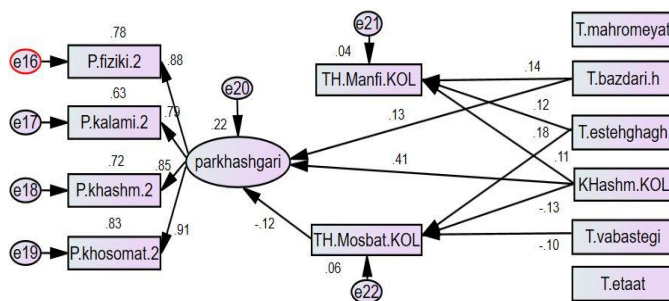 .78
e21
e16
P.fiziki.2
.88
.04
T.mahromeyat
TH.Manfi.KOL
.14
T.bazdari.h
.63
e20
e17
P.kalami.2
.79
.22
.13
.12
T.estehghagh
.18
.72
parkhashgari
.41
.11
e18
P.khashm.2
.85
KHashm.KOL
-.13
.83
-.12
T.vabastegi
e19
P.khosomat.2
.91
TH.Mosbat.KOL
-.10
.06
e22
T.etaat